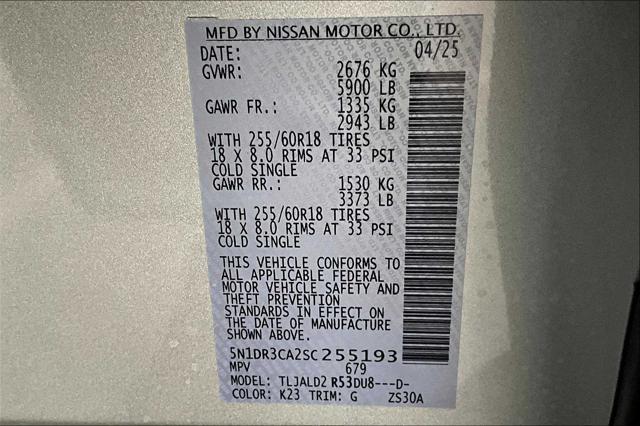 MFD BY NISSAN MOTOR CO., LTD.
DATE: 04/25
GVWR: 2676 KG
5900 LB
GAWR FR.: 1335 KG
2943 LB
WITH 255/60R18 TIRES
18 X 8.0 RIMS AT 33 PSI
COLD SINGLE
GAWR RR.: 1530 KG
3373 LB
WITH 255/60R18 TIRES
18 X 8.0 RIMS AT 33 PSI
COLD SINGLE
THIS VEHICLE CONFORMS TO
ALL APPLICABLE FEDERAL
MOTOR VEHICLE SAFETY AND
THEFT PREVENTION
STANDARDS IN EFFECT ON
THE DATE OF MANUFACTURE
SHOWN ABOVE.
5N1DR3CA2SC255193
MPV 679
MODEL: TLJALD2 R53DU8---D-
COLOR: K23 TRIM: G ZS30A